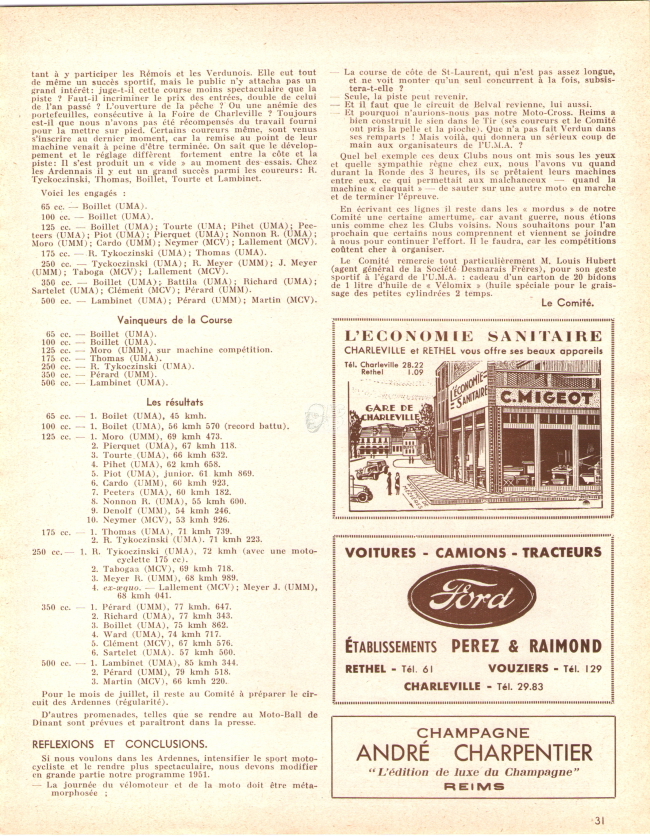 tant à y participer les Rémois et les Verdunois. Elle eut tout
de même un succès sportif, mais le public n'y attacha pas un
grand intérêt: juge-t-il cette course moins spectaculaire que la
piste ? Faut-il incriminer le prix des entrées, double de celui
de l'an passé ? L'ouverture de la pêche ? Ou une anémie des
portefeuilles, consécutive à la Foire de Charleville ? Toujours
est-il que nous n'avons pas été récompensés du travail fourni
pour la mettre sur pied. Certains coureurs même, sont venus
s'inscrire au dernier moment, car la remise au point de leur
machine venait à peine d'être terminée. On sait que le déve-
loppement et le réglage diffèrent fortement entre la côte et la
piste: Il s'est produit un « vide » au moment des essais. Chez
les Ardennais il y eut un grand succès parmi les coureurs: R.
Tyckoczinski, Thomas, Boillet, Tourte et Lambinet.
Voici les engagés :
65 cc. — Boillet (UMA).
100 cc. — Boillet (UMA).
125 cc. — Boillet (UMA); Tourte (UMA; Pihet (UMA); Pee-
teers (UMA); Piot (UMA); Pierquet (UMA); Nonnon R. (UMA);
Moro (UMM); Cardo (UMM); Neymer (MCV); Lallement (MCV).
175 cc. — R. Tykoczinski (UMA); Thomas (UMA).
250 cc. — Tyckoczinski (UMA); R. Meyer (UMM); J. Meyer
(UMM); Taboga (MCV); Lallement (MCV).
350 cc. — Boillet (UMA); Battila (UMA); Richard (UMA);
Sartelet (UMA); Clément (MCV); Pérard (UMM).
500 cc. — Lambinet (UMA); Pérard (UMM); Martin (MCV).
Vainqueurs de la Course
65 cc. — Boillet (UMA).
100 cc. — Boillet (UMA).
125 cc. — Moro (UMM), sur machine compétition.
175 cc. — Thomas (UMA).
250 cc. — R. Tykoczinski (UMA).
350 cc. — Pérard (UMM).
500 cc. — Lambinet (UMA).
Les résultats
65 cc. — 1. Boilet (UMA), 45 kmh.
100 cc. — 1. Boilet (UMA), 56 kmh 570 (record battu).
125 cc. — 1. Moro (UMM), 69 kmh 473.
2. Pierquet (UMA), 67 kmh 118.
3. Tourte (UMA), 66 kmh 632.
4. Pihet (UMA), 62 kmh 658.
5. Piot (UMA), junior. 61 kmh 869.
6. Cardo (UMM), 60 kmh 923.
7. Peeters (UMA), 60 kmh 182.
8. Nonnon R. (UMA), 55 kmh 600.
9. Denolf (UMM), 54 kmh 246.
10. Neymer (MCV), 53 kmh 926.
175 cc. — 1. Thomas (UMA), 71 kmh 739.
2. R. Tykoczinski (UMA). 71 kmh 223.
250 cc. — 1. R. Tykoczinski (UMA), 72 kmh (avec une moto-
cyclette 175 cc).
2. Tabogaa (MCV), 69 kmh 718.
3. Meyer R. (UMM), 68 kmh 989.
4. ex-æquo. — Lallement (MCV); Meyer J. (UMM),
68 kmh 041.
350 cc. — 1. Pérard (UMM), 77 kmh. 647.
2. Richard (UMA), 77 kmh 343.
3. Boillet (UMA), 75 kmh 862.
4. Ward (UMA), 74 kmh 717.
5. Clément (MCV), 67 kmh 576.
6. Sartelet (UMA). 57 kmh 560.
500 cc. — 1. Lambinet (UMA), 85 kmh 344.
2. Pérard (UMM), 79 kmh 518.
3. Martin (MCV), 66 kmh 220.
Pour le mois de juillet, il reste au Comité à préparer le cir-
cuit des Ardennes (régularité).
D'autres promenades, telles que se rendre au Moto-Ball de
Dinant sont prévues et paraîtront dans la presse.
REFLEXIONS ET CONCLUSIONS.
Si nous voulons dans les Ardennes, intensifier le sport moto-
cycliste et le rendre plus spectaculaire, nous devons modifier
en grande partie notre programme 1951.
— La journée du vélomoteur et de la moto doit être méta-
morphosée ;
— La course de côte de St-Laurent, qui n'est pas assez longue,
et ne voit monter qu'un seul concurrent à la fois, subsis-
tera-t-elle ?
— Seule, la piste peut revenir.
— Et il faut que le circuit de Belval revienne, lui aussi.
— Et pourquoi n'aurions-nous pas notre Moto-Cross. Reims a
bien construit le sien dans le Tir (ses coureurs et le Comité
ont pris la pelle et la pioche). Que n'a pas fait Verdun dans
ses remparts ! Mais voilà, qui donnera un sérieux coup de
main aux organisateurs de l'U.M.A. ?
Quel bel exemple ces deux Clubs nous ont mis sous les yeux
et quelle sympathie règne chez eux, nous l'avons vu quand
durant la Ronde des 3 heures, ils se prêtaient leurs machines
entre eux, ce qui permettait aux malchanceux — quand la
machine « claquait » — de sauter sur une autre moto en marche
et de terminer l'épreuve.
En écrivant ces lignes il reste dans les « mordus » de notre
Comité une certaine amertume, car avant guerre, nous étions
unis comme chez les Clubs voisins. Nous souhaitons pour l'an
prochain que certains nous comprennent et viennent se joindre
à nous pour continuer l'effort. Il le faudra, car les compétitions
coûtent cher à organiser.
Le Comité remercie tout particulièrement M. Louis Hubert
(agent général de la Société Desmarais Frères), pour son geste
sportif à l'égard de l'U.M.A. : cadeau d'un carton de 20 bidons
de 1 litre d'huile de « Vélomix » (huile spéciale pour le grais-
sage des petites cylindrées 2 temps.
Le Comité.
L'ECONOMIE SANITAIRE
CHARLEVILLE et RETHEL vous offre ses beaux appareils
Tél. Charleville 28.22
Rethel 1.09
GARE DE
CHARLEVILLE
L'ÉCONOMIE
SANITAIRE
C. MIGEOT
VOITURES - CAMIONS - TRACTEURS
Ford
ÉTABLISSEMENTS PEREZ & RAIMOND
RETHEL - Tél. 61 VOUZIERS - Tél. 129
CHARLEVILLE - Tél. 29.83
CHAMPAGNE
ANDRÉ CHARPENTIER
"L'édition de luxe du Champagne"
REIMS
31